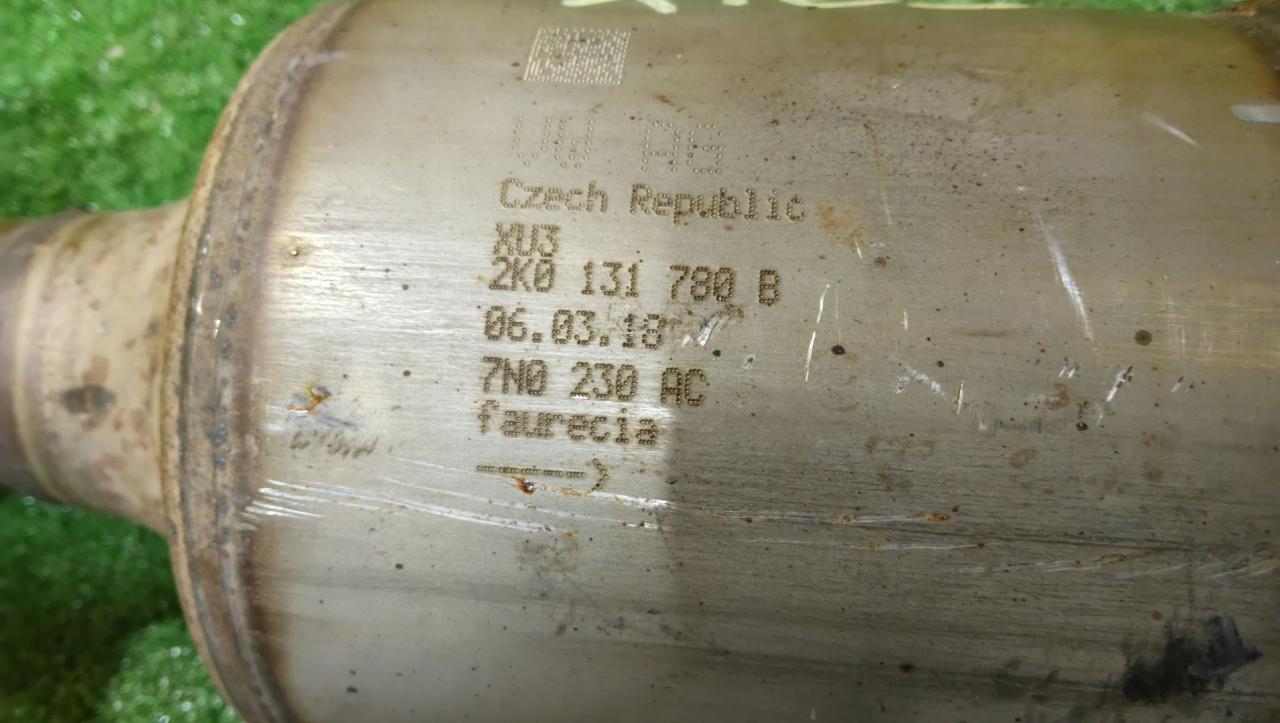 VW AG
Czech Republic
XU3
2K0 131 780 B
06.03.18
7N0 230 AC
faurecia